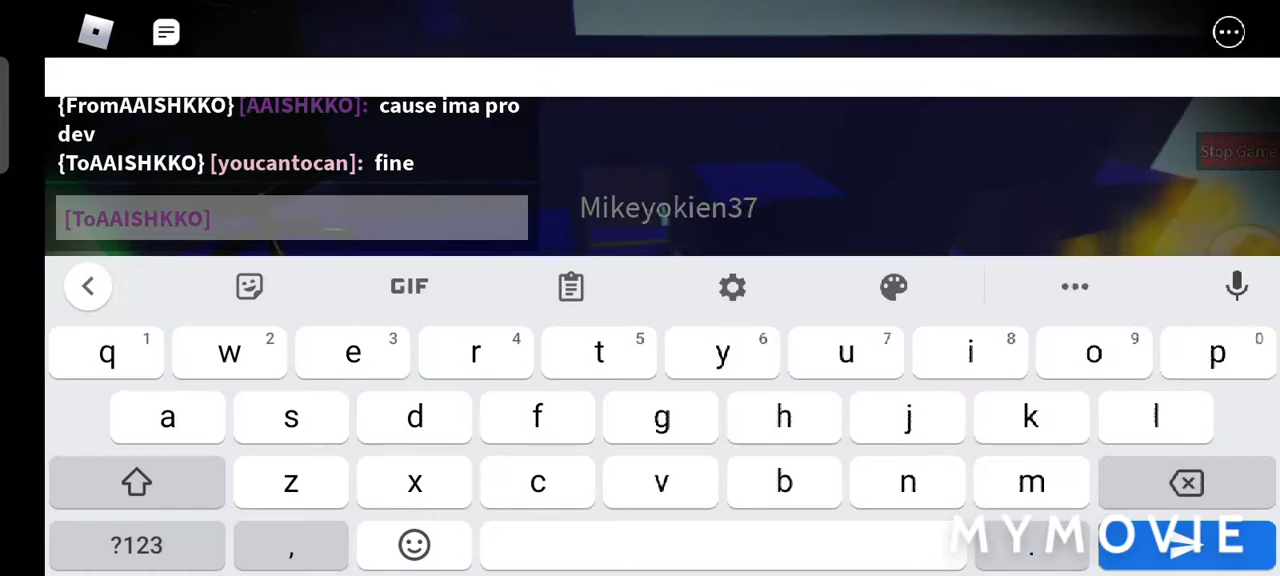 {FromAAISHKKO} [AAISHKKO]: cause ima pro
dev
{ToAAISHKKO} [youcantocan]: fine
Stop Game
[ToAAISHKKO]
Mikeyokien37
GIF
q 1 w 2 e 3 r 4 t 5 y 6 u 7 i 8 o 9 p 0
a s d f g h j k l
z x c v b n m
?123 , .
MYMOVIE